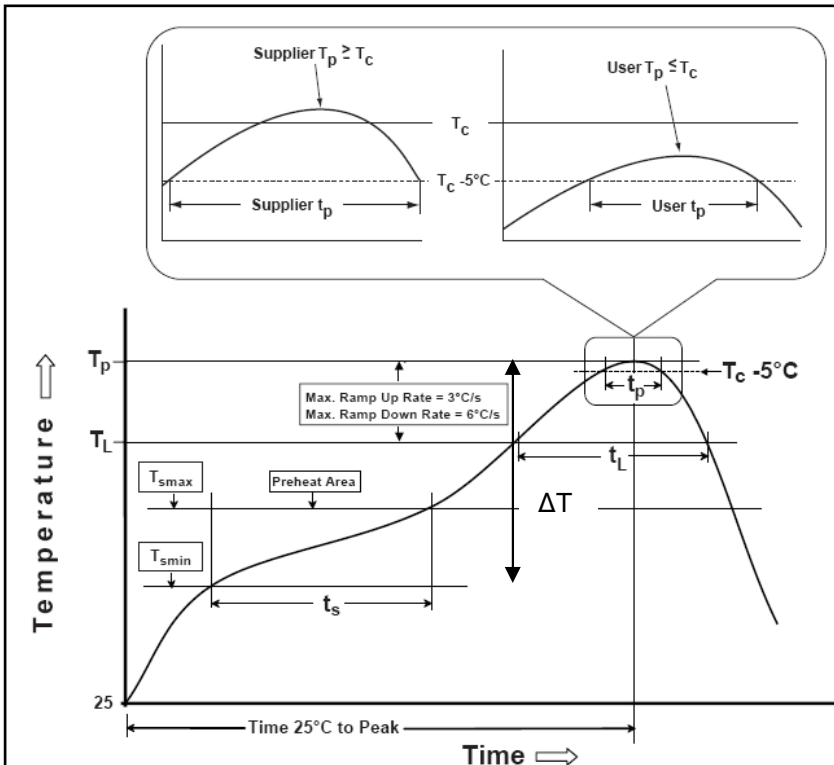 Supplier Tp ≥ Tc
User Tp ≤ Tc
Tc
Tc -5°C
Supplier tp
User tp
Tp
Tc -5°C
tp
Max. Ramp Up Rate = 3°C/s
Max. Ramp Down Rate = 6°C/s
TL
tL
Tsmax
Preheat Area
ΔT
Tsmin
ts
Temperature
25
Time 25°C to Peak
Time